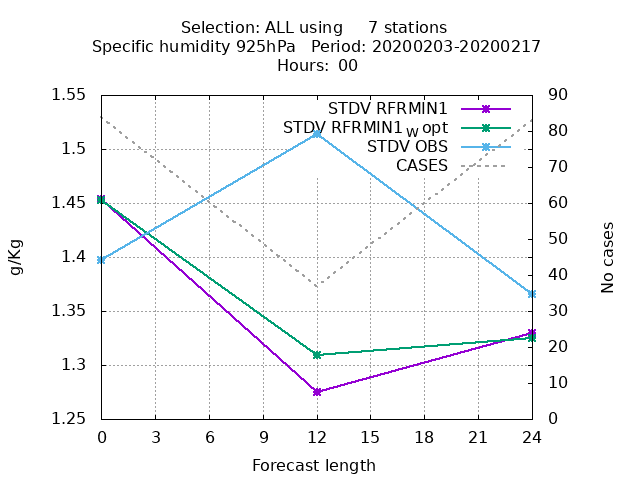 Selection: ALL using 7 stations
Specific humidity 925hPa Period: 20200203-20200217
Hours: 00
STDV RFRMIN1
STDV RFRMIN1_w opt
STDV OBS
CASES
1.55
1.5
1.45
1.4
1.35
1.3
1.25
g/Kg
90
80
70
60
50
40
30
20
10
0
No cases
0 3 6 9 12 15 18 21 24
Forecast length